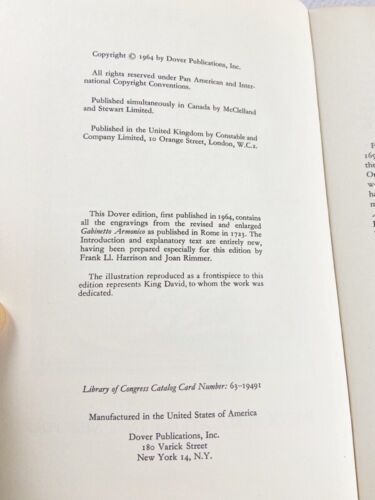 Copyright © 1964 by Dover Publications, Inc.
All rights reserved under Pan American and Inter-
national Copyright Conventions.
Published simultaneously in Canada by McClelland
and Stewart Limited.
Published in the United Kingdom by Constable and
Company Limited, 10 Orange Street, London, W.C.2.
This Dover edition, first published in 1964, contains
all the engravings from the revised and enlarged
Gabinetto Armonico as published in Rome in 1723. The
Introduction and explanatory text are entirely new,
having been prepared especially for this edition by
Frank Ll. Harrison and Joan Rimmer.
The illustration reproduced as a frontispiece to this
edition represents King David, to whom the work was
dedicated.
Library of Congress Catalog Card Number: 63-19491
Manufactured in the United States of America
Dover Publications, Inc.
180 Varick Street
New York 14, N.Y.